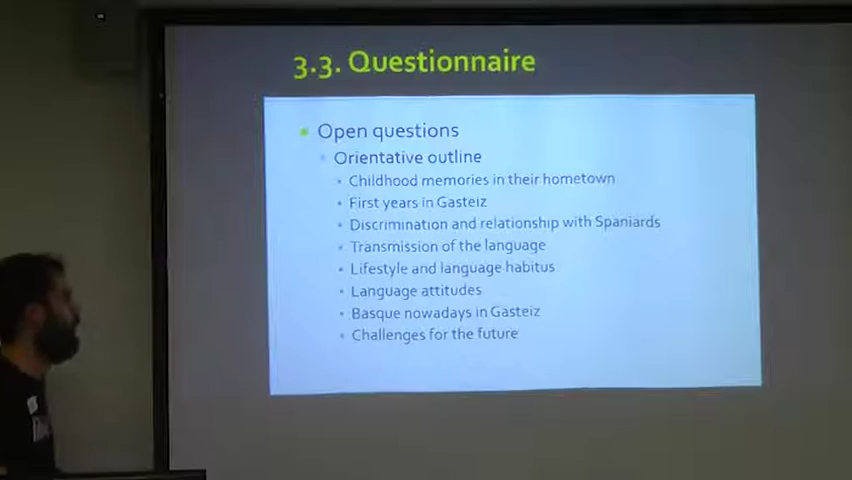 3.3. Questionnaire
Open questions
Orientative outline
Childhood memories in their hometown
First years in Gasteiz
Discrimination and relationship with Spaniards
Transmission of the language
Lifestyle and language habitus
Language attitudes
Basque nowadays in Gasteiz
Challenges for the future